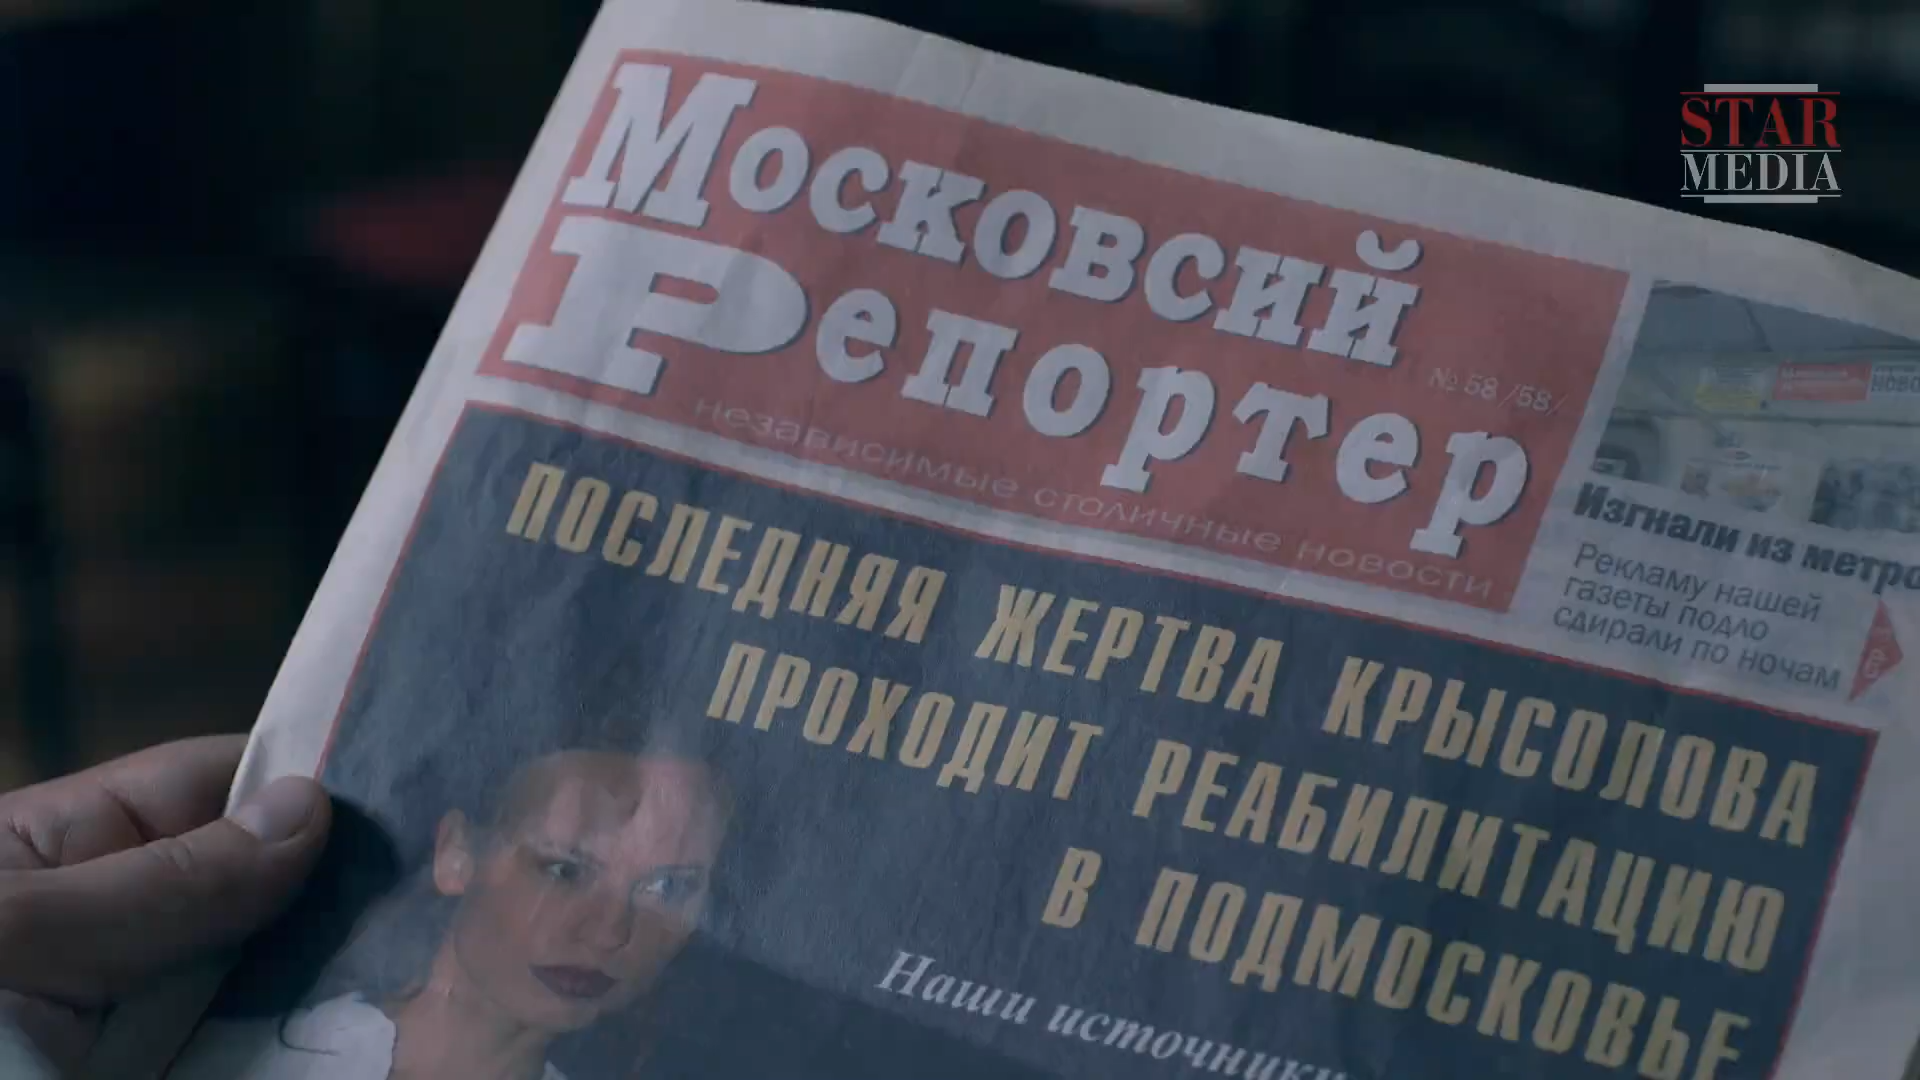 STAR
MEDIA
Московсий
Репортер
№ 58 /58/
независимые столичные новости
Изгнали из метро
Рекламу нашей
газеты подло
сдирали по ночам
ПОСЛЕДНЯЯ ЖЕРТВА КРЫСОЛОВА
ПРОХОДИТ РЕАБИЛИТАЦИЮ
В ПОДМОСКОВЬЕ
Наши источники